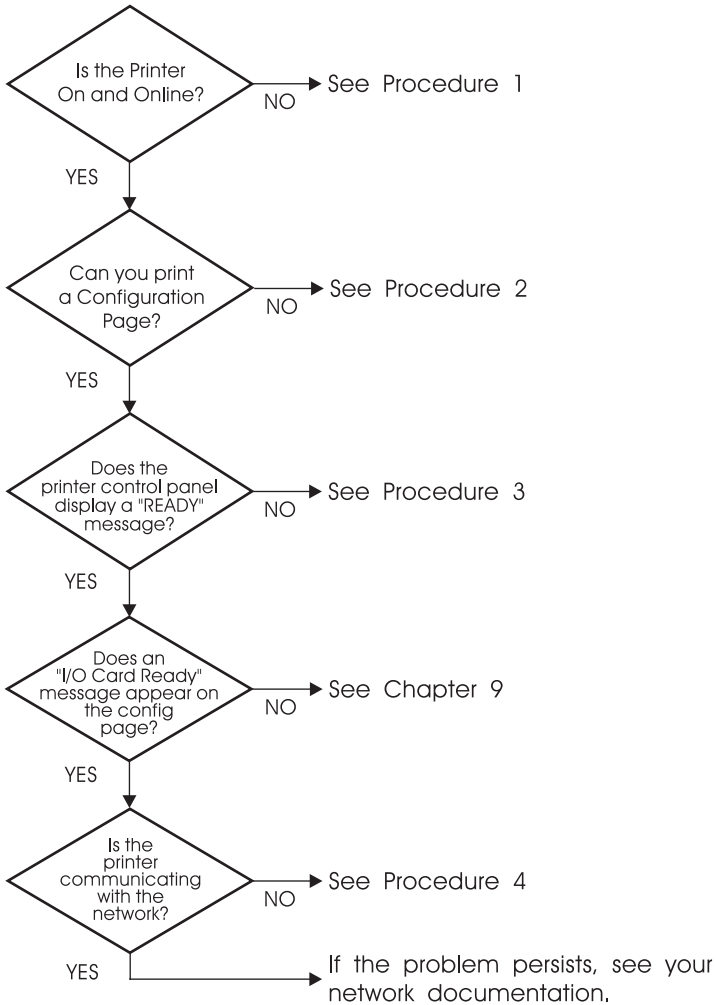 Is the Printer
On and Online?
NO
See Procedure 1
YES
Can you print
a Configuration
Page?
NO
See Procedure 2
YES
Does the
printer control panel
display a "READY"
message?
NO
See Procedure 3
YES
Does an
"I/O Card Ready"
message appear on
the config
page?
NO
See Chapter 9
YES
Is the
printer
communicating
with the
network?
NO
See Procedure 4
YES
If the problem persists, see your
network documentation.